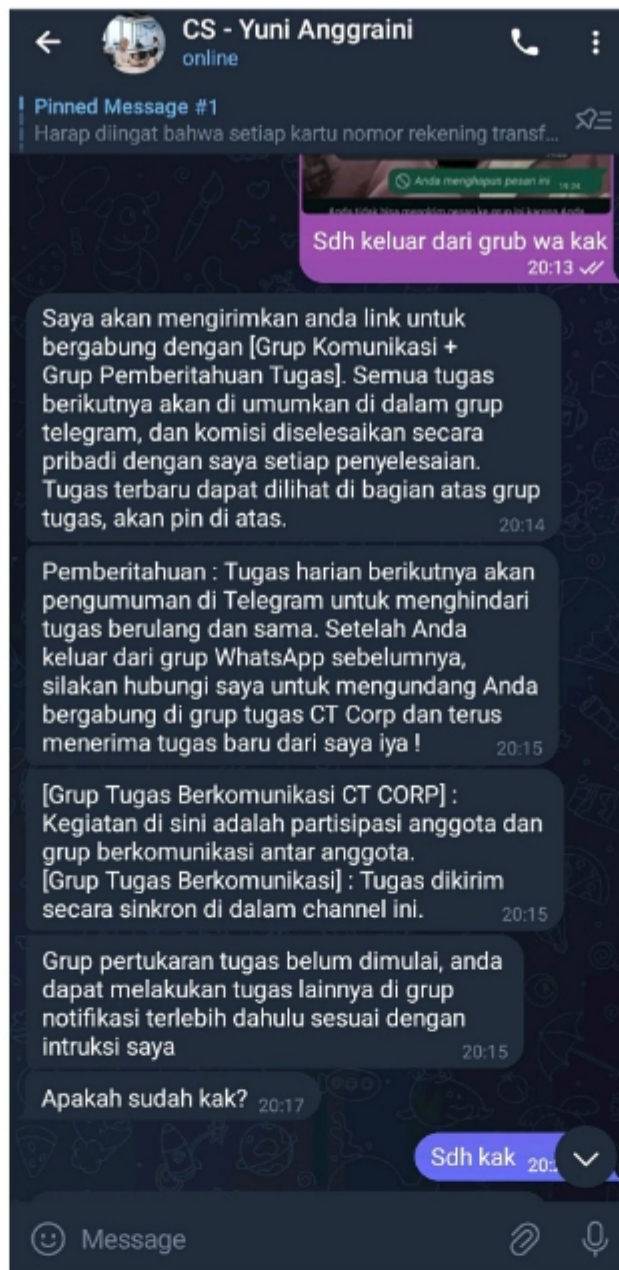 CS - Yuni Anggraini
online
Pinned Message #1
Harap diingat bahwa setiap kartu nomor rekening transf...
Anda menghapus pesan ini 19:24
Sdh keluar dari grub wa kak
20:13
Saya akan mengirimkan anda link untuk
bergabung dengan [Grup Komunikasi +
Grup Pemberitahuan Tugas]. Semua tugas
berikutnya akan di umumkan di dalam grup
telegram, dan komisi diselesaikan secara
pribadi dengan saya setiap penyelesaian.
Tugas terbaru dapat dilihat di bagian atas grup
tugas, akan pin di atas.
20:14
Pemberitahuan : Tugas harian berikutnya akan
pengumuman di Telegram untuk menghindari
tugas berulang dan sama. Setelah Anda
keluar dari grup WhatsApp sebelumnya,
silakan hubungi saya untuk mengundang Anda
bergabung di grup tugas CT Corp dan terus
menerima tugas baru dari saya iya !
20:15
[Grup Tugas Berkomunikasi CT CORP] :
Kegiatan di sini adalah partisipasi anggota dan
grup berkomunikasi antar anggota.
[Grup Tugas Berkomunikasi] : Tugas dikirim
secara sinkron di dalam channel ini.
20:15
Grup pertukaran tugas belum dimulai, anda
dapat melakukan tugas lainnya di grup
notifikasi terlebih dahulu sesuai dengan
intruksi saya
20:15
Apakah sudah kak? 20:17
Sdh kak
Message